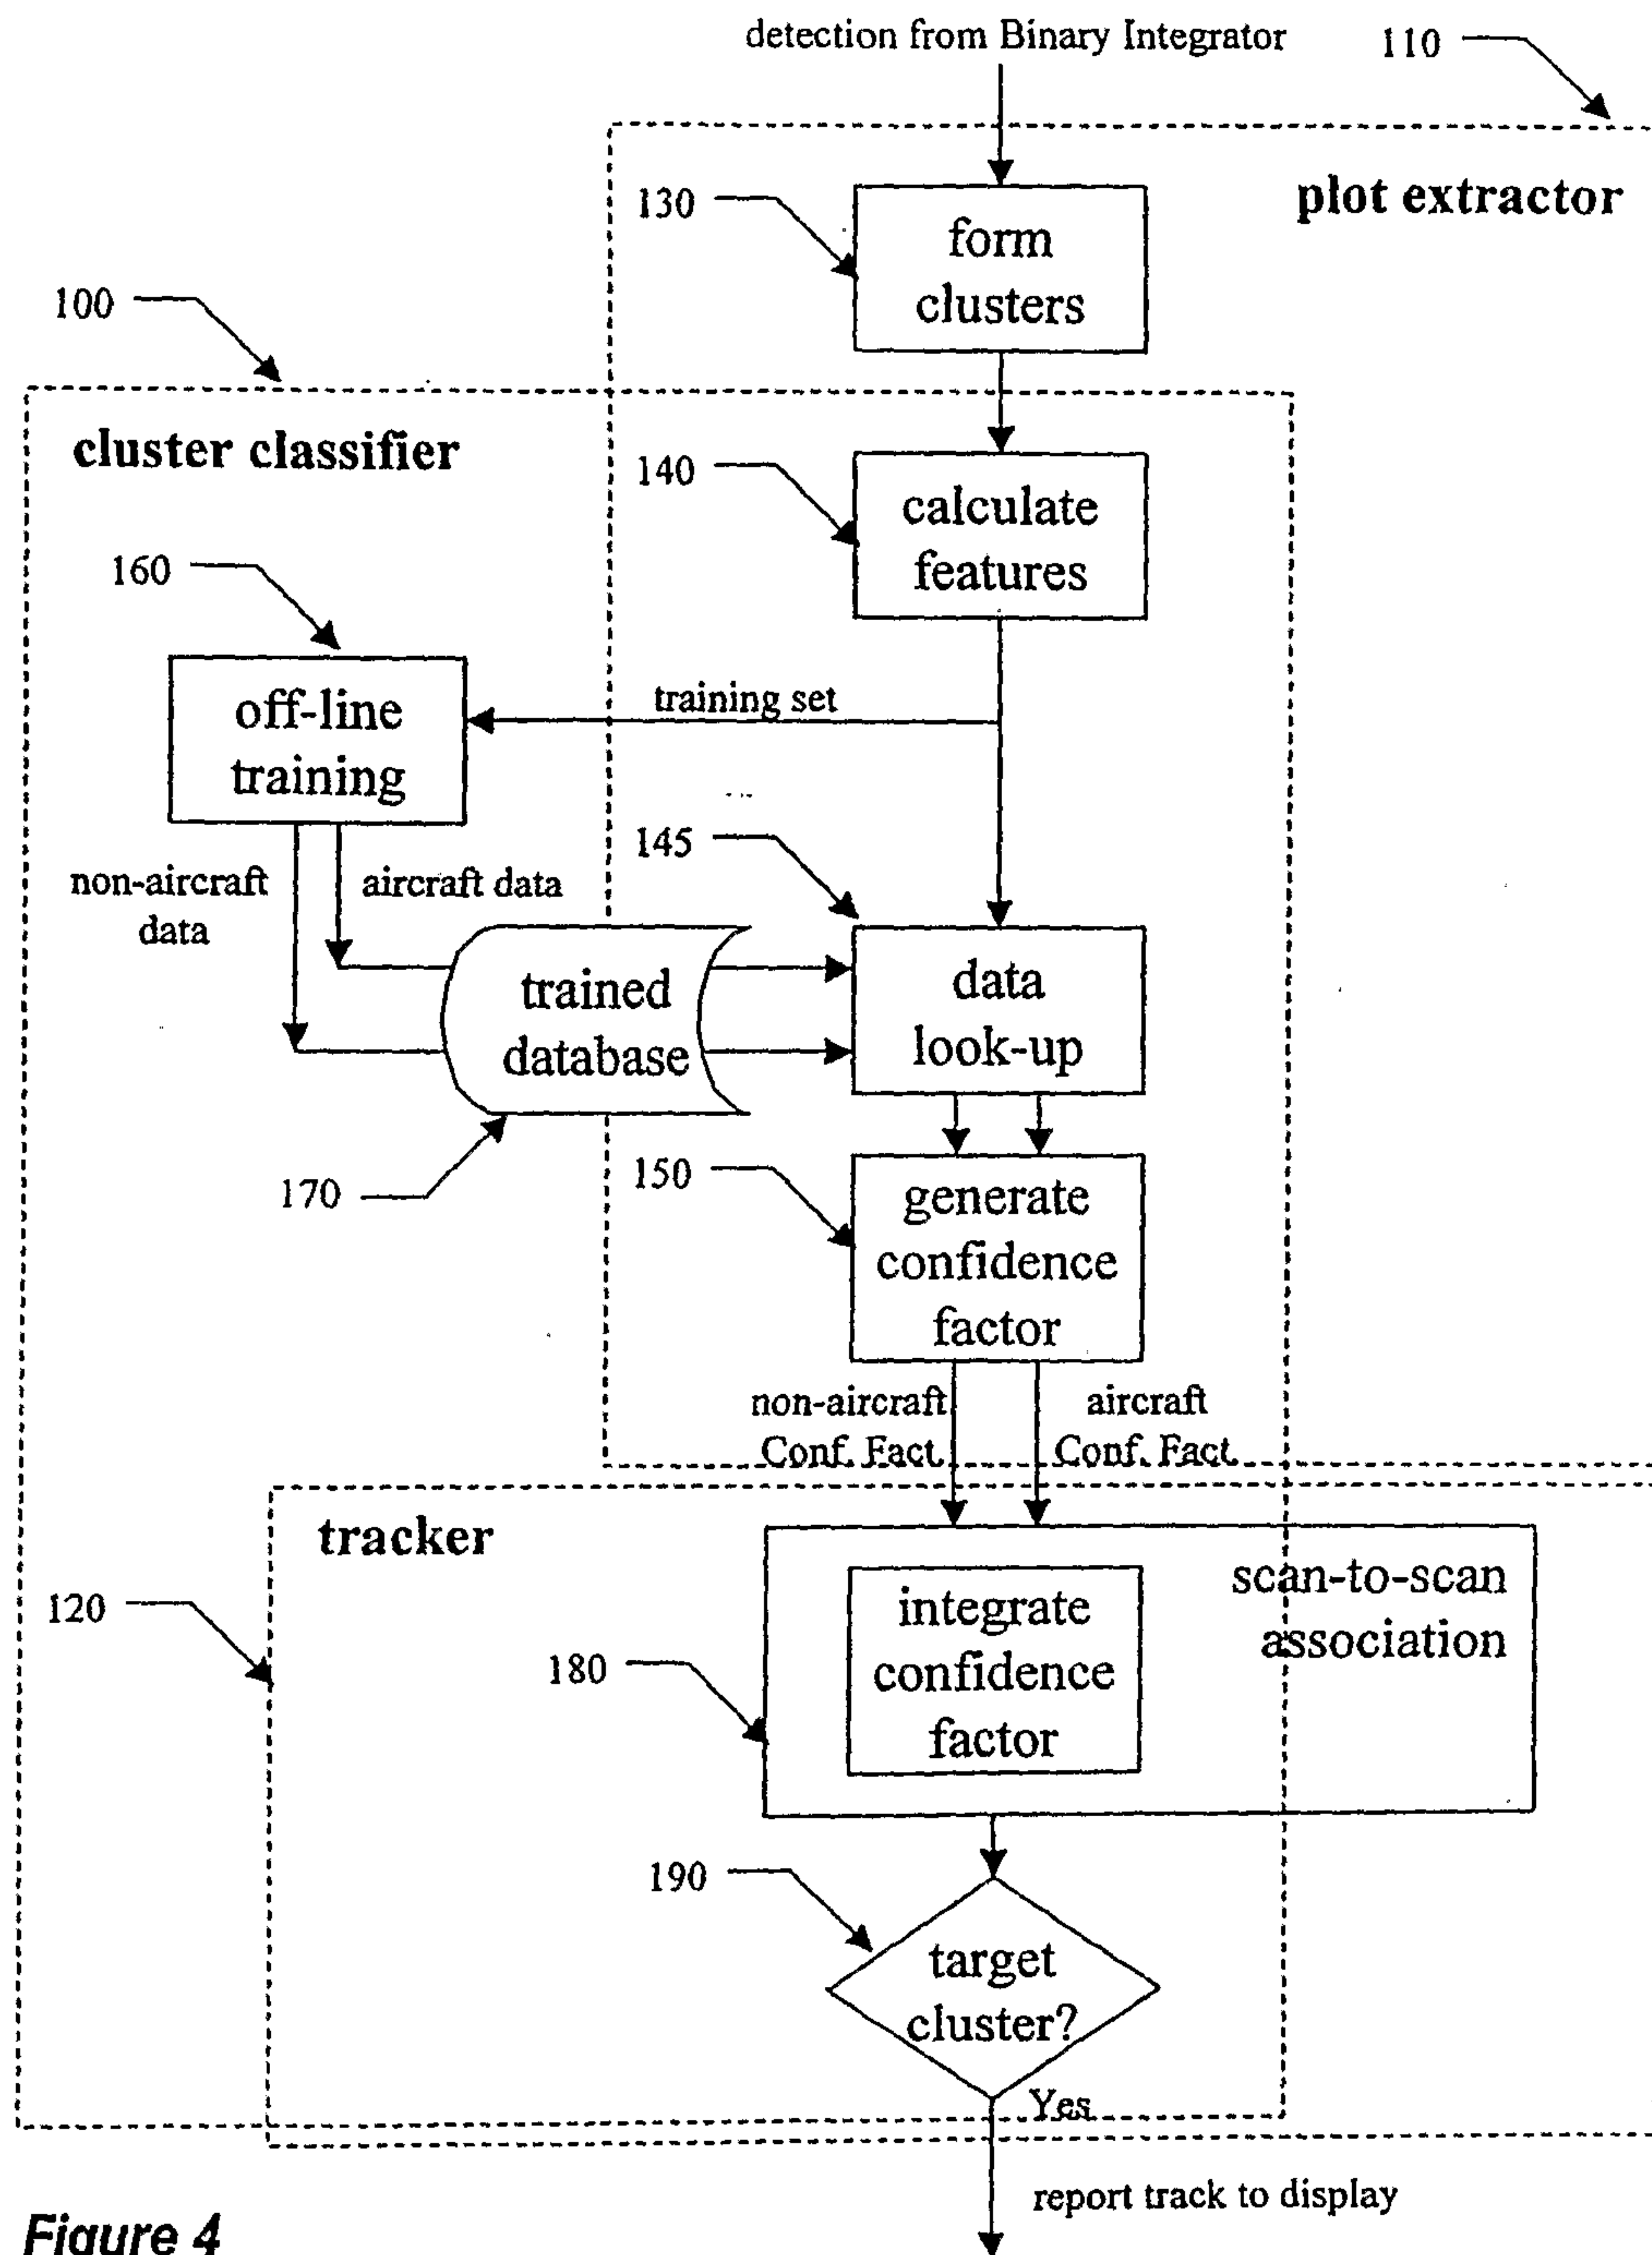 detection from Binary Integrator
110
plot extractor
130
form
clusters
100
cluster classifier
140
calculate
features
160
off-line
training
training set
145
non-aircraft
data
aircraft data
trained
database
data
look-up
170
150
generate
confidence
factor
non-aircraft
Conf. Fact.
aircraft
Conf. Fact.
tracker
scan-to-scan
association
integrate
confidence
factor
120
180
190
target
cluster?
Yes
report track to display
Figure 4